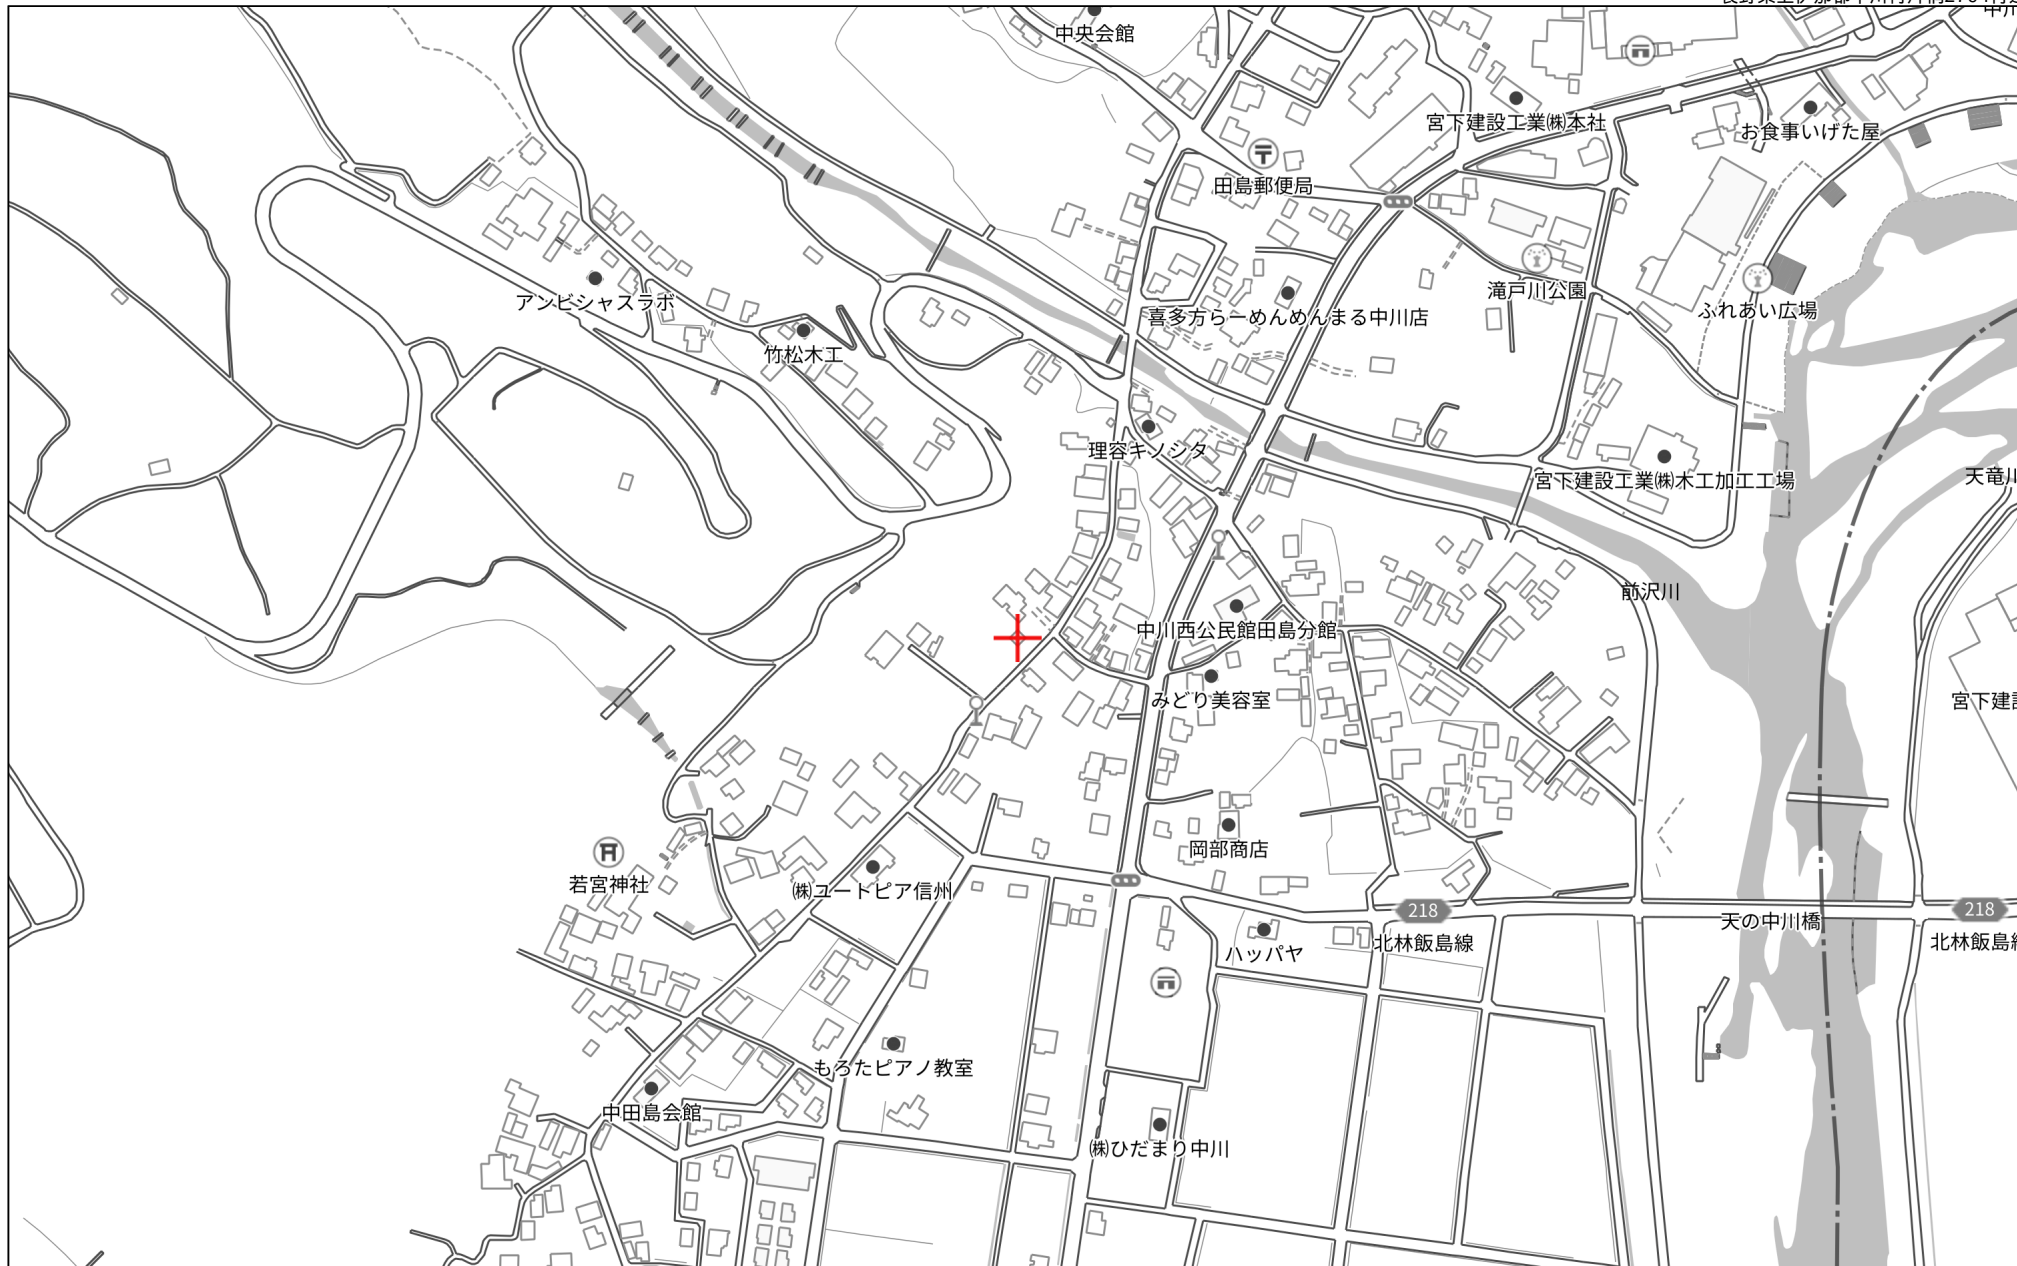 中央会館
宮下建設工業㈱本社
お食事いげた屋
田島郵便局
アンビシャスラボ
滝戸川公園
ふれあい広場
喜多方らーめんめんまる中川店
竹松木工
理容キノシタ
宮下建設工業㈱木工加工工場
天竜川
前沢川
中川西公民館田島分館
みどり美容室
宮下建設
岡部商店
若宮神社
㈱ユートピア信州
218
218
天の中川橋
ハッパヤ
北林飯島線
北林飯島線
もろたピアノ教室
中田島会館
㈱ひだまり中川